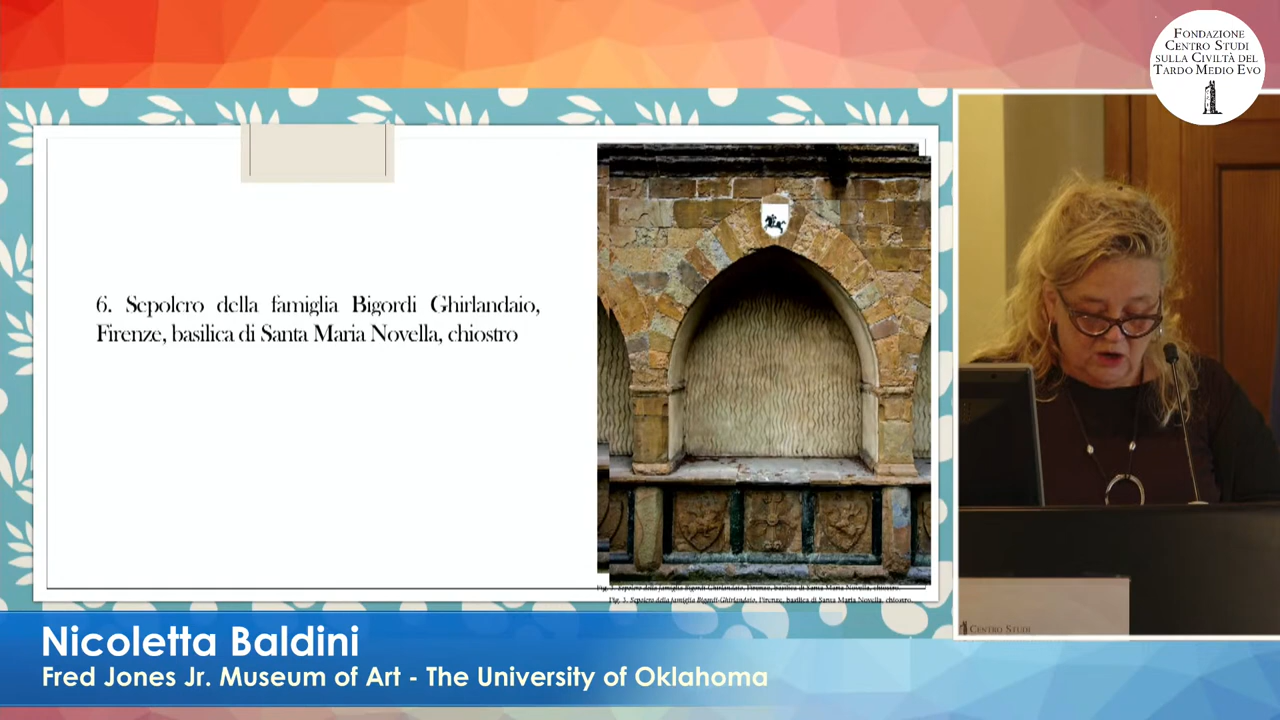 FONDAZIONE
CENTRO STUDI
SULLA CIVILTÀ DEL
TARDO MEDIO EVO
6. Sepolcro della famiglia Bigordi Ghirlandaio,
Firenze, basilica di Santa Maria Novella, chiostro
Fig. 3. Sepolcro della famiglia Bigordi-Ghirlandaio, Firenze, basilica di Santa Maria Novella, chiostro.
CENTRO STUDI
Nicoletta Baldini
Fred Jones Jr. Museum of Art - The University of Oklahoma